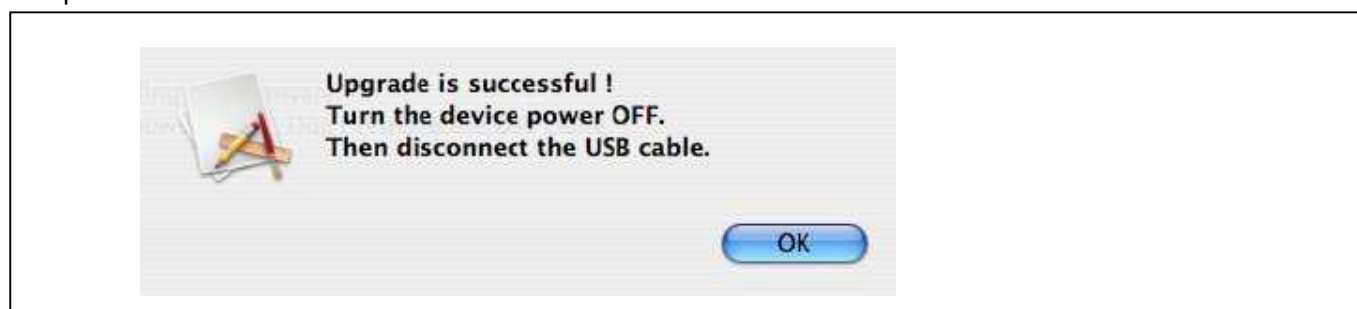 Upgrade is successful !
Turn the device power OFF.
Then disconnect the USB cable.
OK